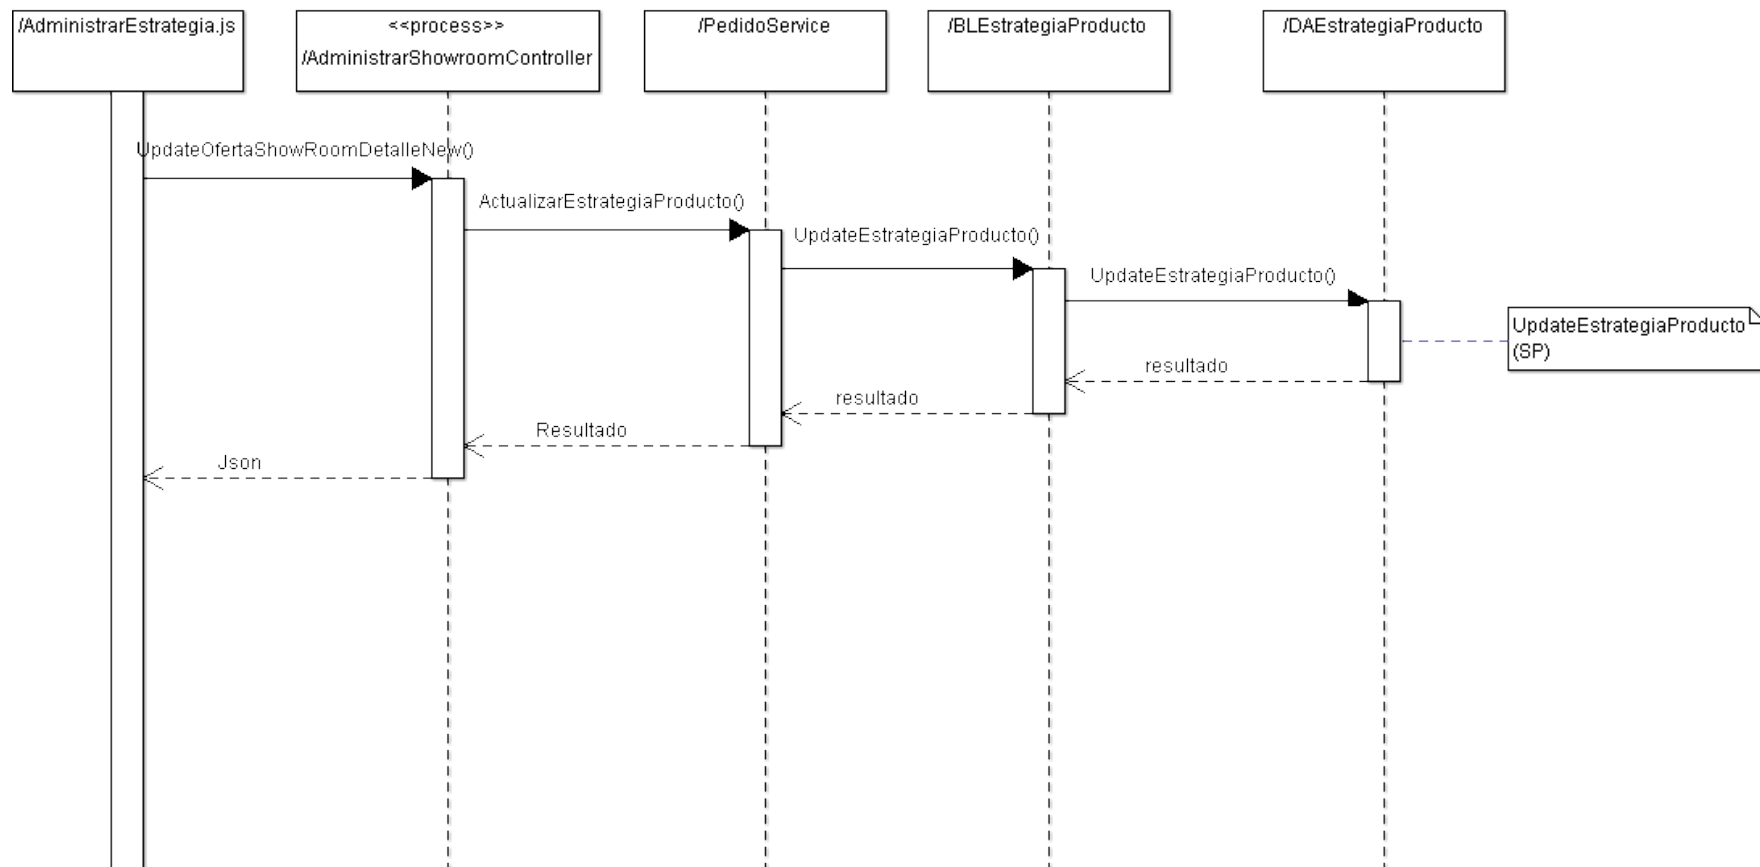 /AdministrarEstrategia.js
<<process>>
/AdministrarShowroomController
/PedidoService
/BLEstrategiaProducto
/DAEstrategiaProducto
UpdateOfertaShowRoomDetalleNew()
ActualizarEstrategiaProducto()
UpdateEstrategiaProducto()
UpdateEstrategiaProducto()
UpdateEstrategiaProducto
(SP)
resultado
resultado
Resultado
Json